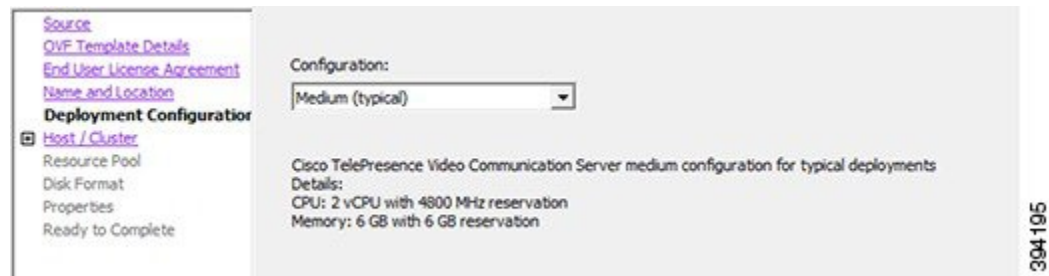 Source
OVF Template Details
End User License Agreement
Name and Location
Deployment Configuration
Host / Cluster
Resource Pool
Disk Format
Properties
Ready to Complete
Configuration:
Medium (typical)
Cisco TelePresence Video Communication Server medium configuration for typical deployments
Details:
CPU: 2 vCPU with 4800 MHz reservation
Memory: 6 GB with 6 GB reservation
394195